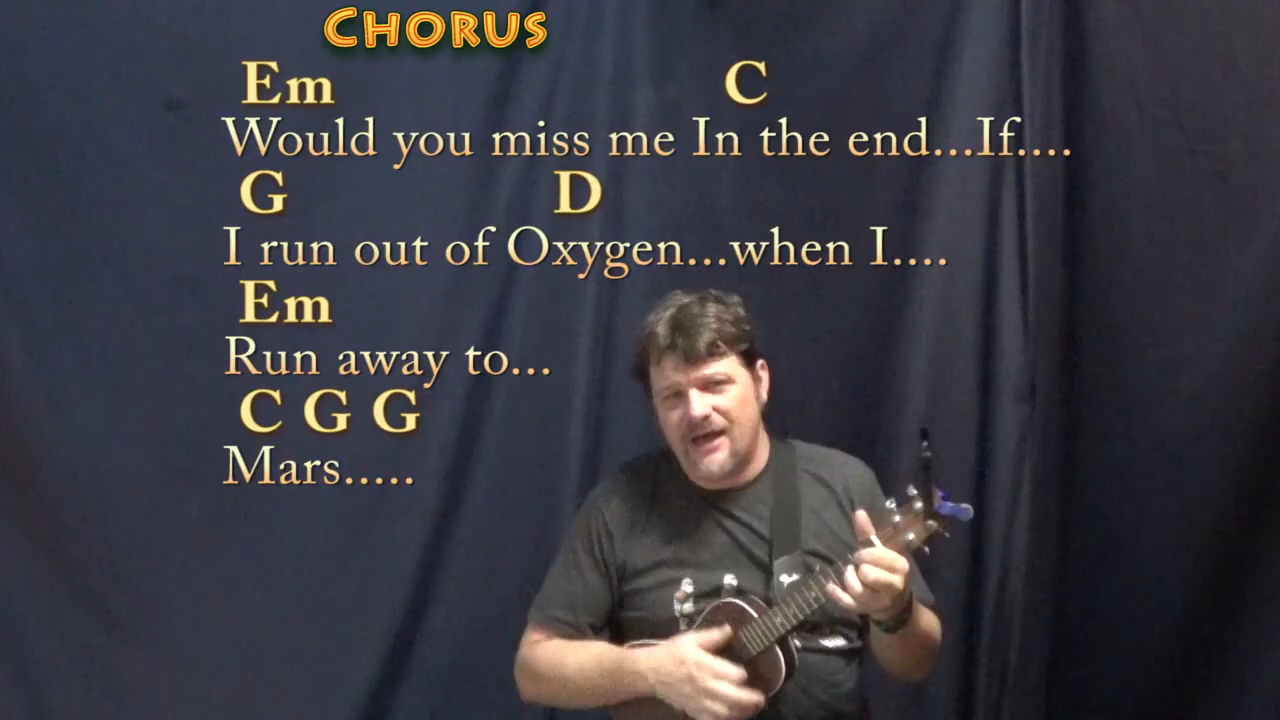 CHORUS
Em C
Would you miss me In the end...If....
G D
I run out of Oxygen...when I....
Em
Run away to...
C G G
Mars.....